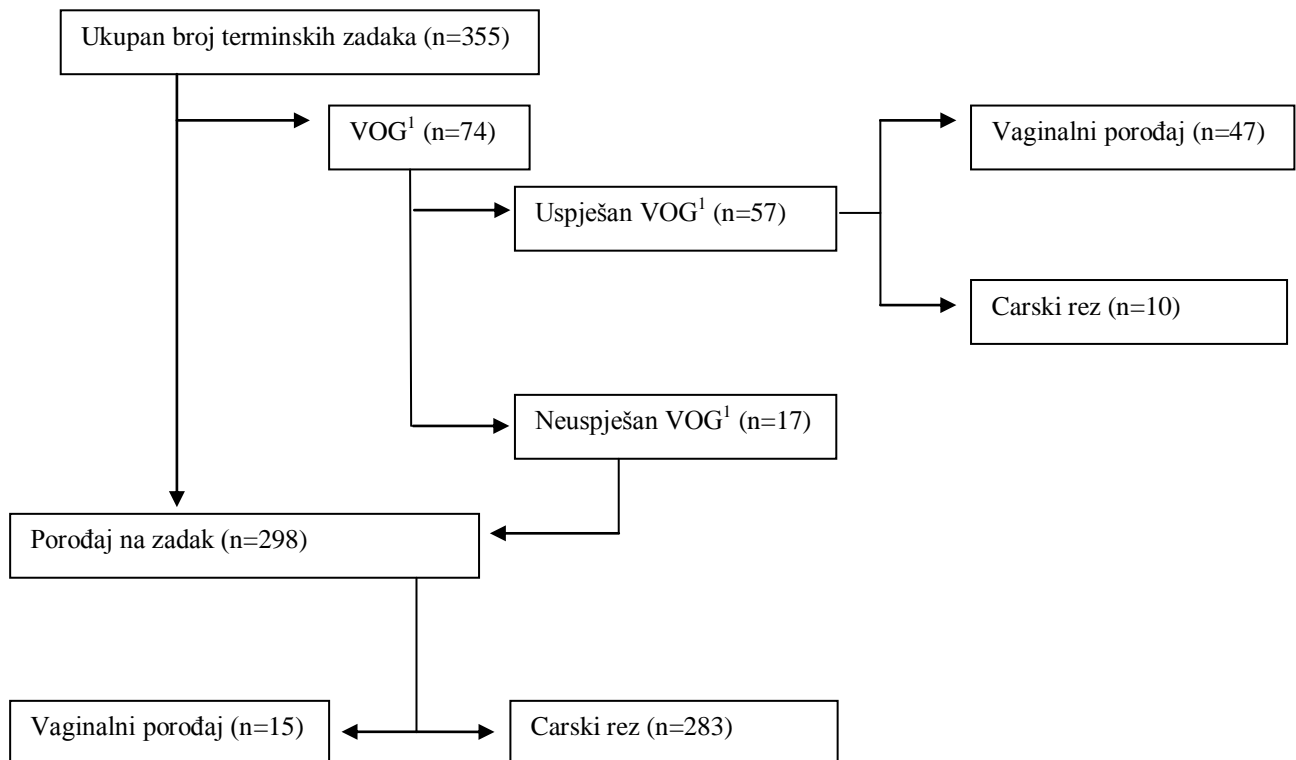 Ukupan broj terminskih zadaka (n=355)
VOG¹ (n=74)
Vaginalni porođaj (n=47)
Uspješan VOG¹ (n=57)
Carski rez (n=10)
Neuspješan VOG¹ (n=17)
Porođaj na zadak (n=298)
Vaginalni porođaj (n=15)
Carski rez (n=283)